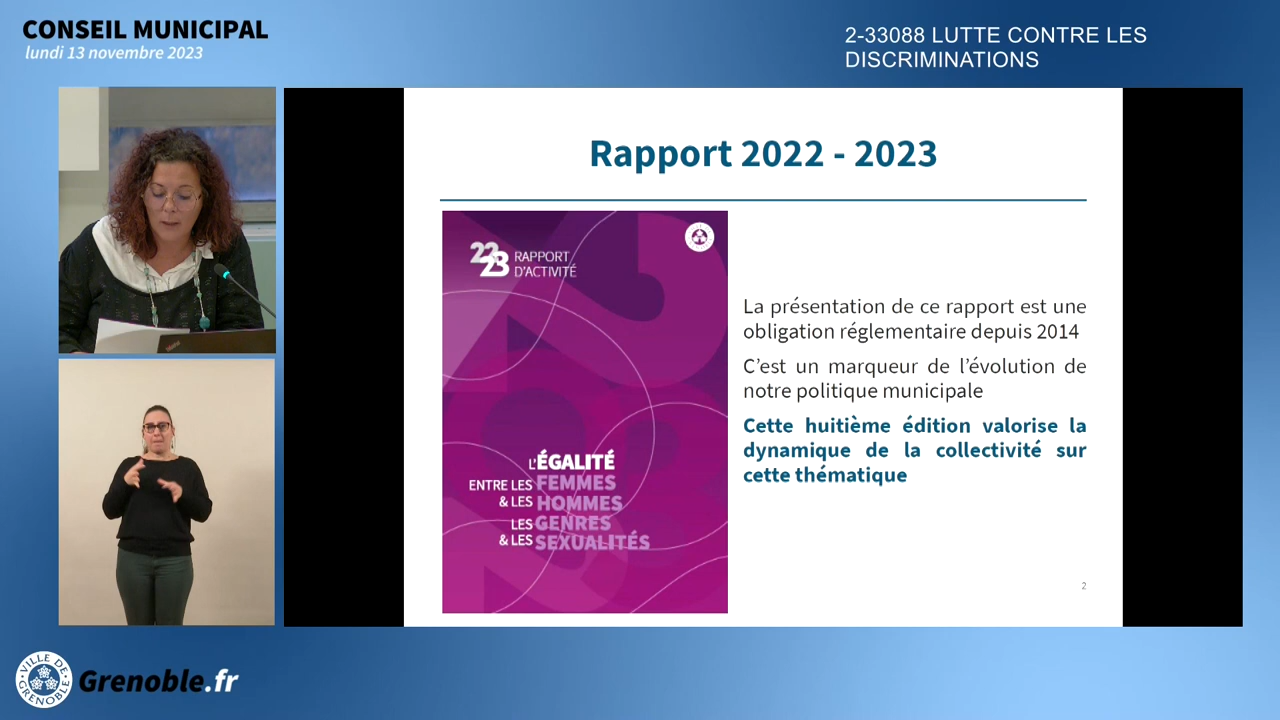 CONSEIL MUNICIPAL
lundi 13 novembre 2023
2-33088 LUTTE CONTRE LES
DISCRIMINATIONS
Rapport 2022 - 2023
22
23
RAPPORT
D'ACTIVITÉ
L'ÉGALITÉ
ENTRE LES FEMMES
& LES HOMMES
LES GENRES
& LES SEXUALITÉS
La présentation de ce rapport est une
obligation réglementaire depuis 2014
C’est un marqueur de l’évolution de
notre politique municipale
Cette huitième édition valorise la
dynamique de la collectivité sur
cette thématique
2
VILLE DE
GRENOBLE
Grenoble.fr